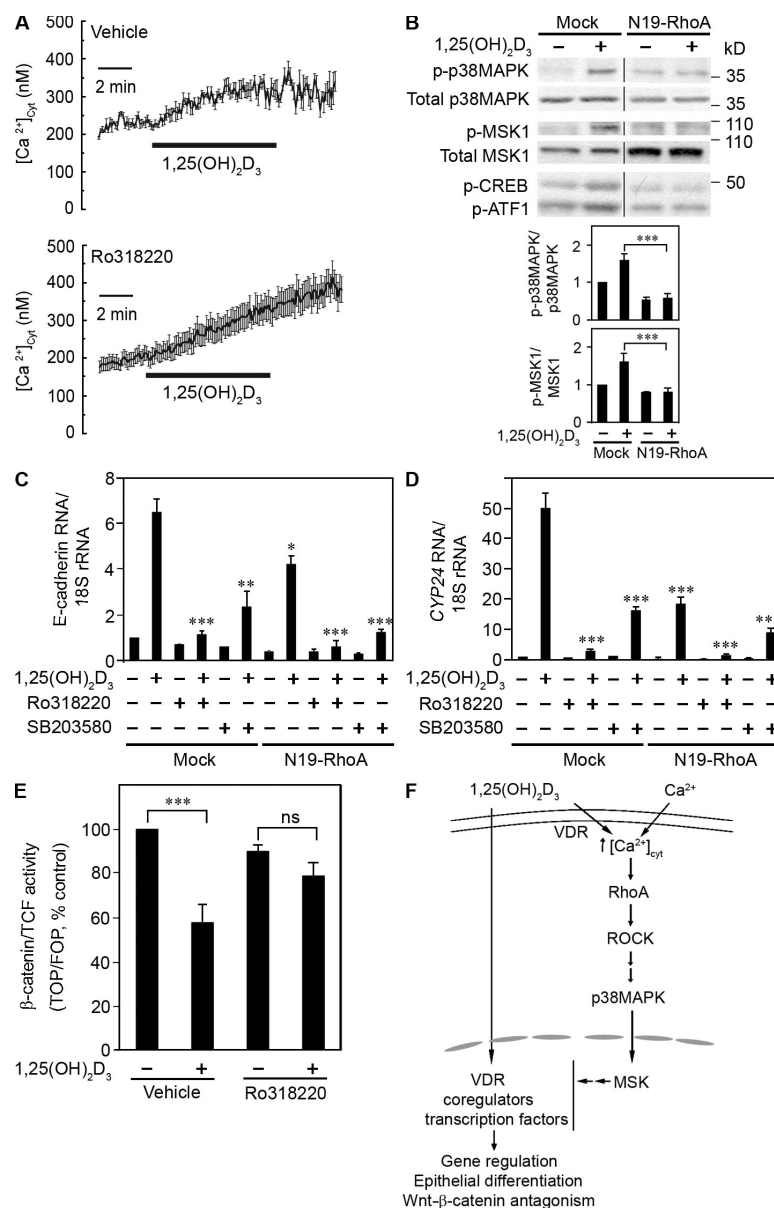 A
Vehicle
500
400
300
200
100
0
[Ca 2+]Cyt (nM)
2 min
1,25(OH)2D3
Ro318220
500
400
300
200
100
0
[Ca 2+]Cyt (nM)
2 min
1,25(OH)2D3
B
Mock N19-RhoA
1,25(OH)2D3 – + – + kD
p-p38MAPK 35
Total p38MAPK 35
p-MSK1 110
Total MSK1 110
p-CREB 50
p-ATF1
p-p38MAPK/
p38MAPK
2
1
0
***
p-MSK1/
MSK1
2
1
0
***
1,25(OH)2D3 – + – +
Mock N19-RhoA
C
E-cadherin RNA/
18S rRNA
8
6
4
2
0
*** ** * *** ***
1,25(OH)2D3 – + – + – + – + – + – +
Ro318220 + + + +
SB203580 + + + +
Mock N19-RhoA
D
CYP24 RNA/
18S rRNA
50
40
30
20
10
0
*** *** *** *** **
1,25(OH)2D3 – + – + – + – + – + – +
Ro318220 + + + +
SB203580 + + + +
Mock N19-RhoA
E
β-catenin/TCF activity
(TOP/FOP, % control)
100
80
60
40
20
0
*** ns
1,25(OH)2D3 – + – +
Vehicle Ro318220
F
1,25(OH)2D3 Ca2+
VDR
↑[Ca2+]cyt
RhoA
ROCK
p38MAPK
VDR MSK
coregulators
transcription factors
Gene regulation
Epithelial differentiation
Wnt-β-catenin antagonism